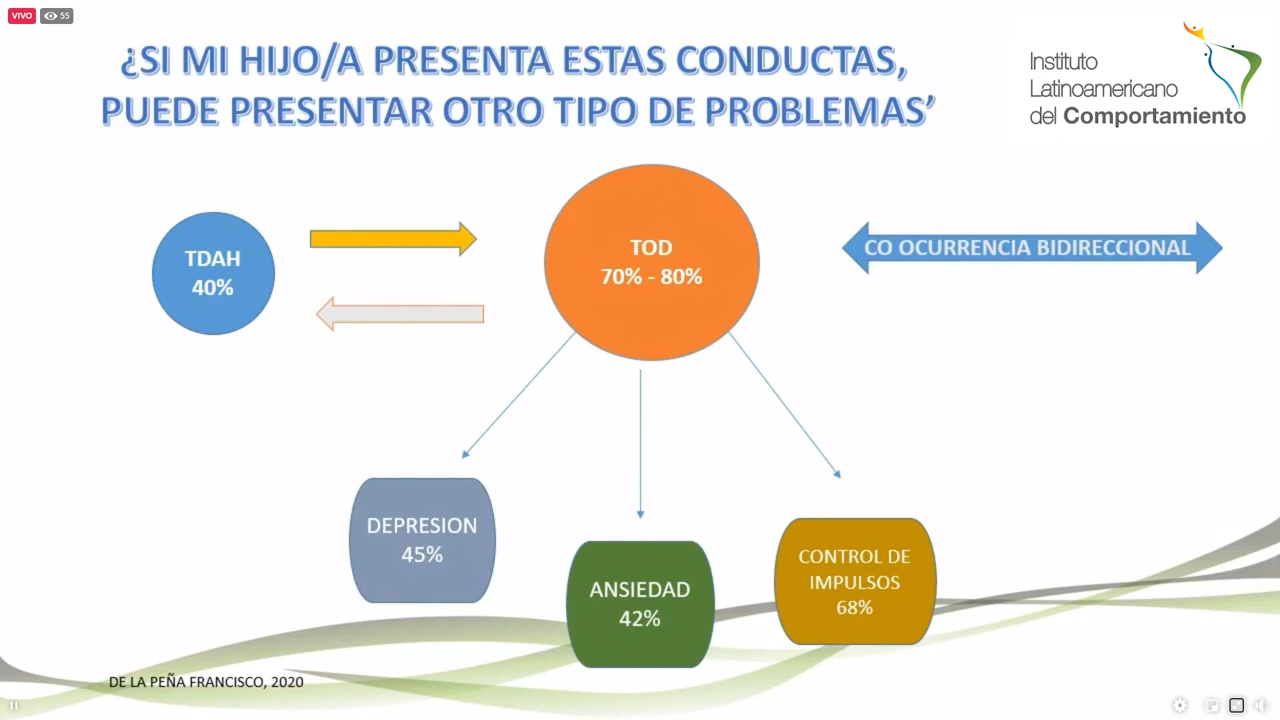 VIVO
55
¿SI MI HIJO/A PRESENTA ESTAS CONDUCTAS,
PUEDE PRESENTAR OTRO TIPO DE PROBLEMAS’
Instituto
Latinoamericano
del Comportamiento
TDAH
40%
TOD
70% - 80%
CO OCURRENCIA BIDIRECCIONAL
DEPRESION
45%
ANSIEDAD
42%
CONTROL DE
IMPULSOS
68%
DE LA PEÑA FRANCISCO, 2020